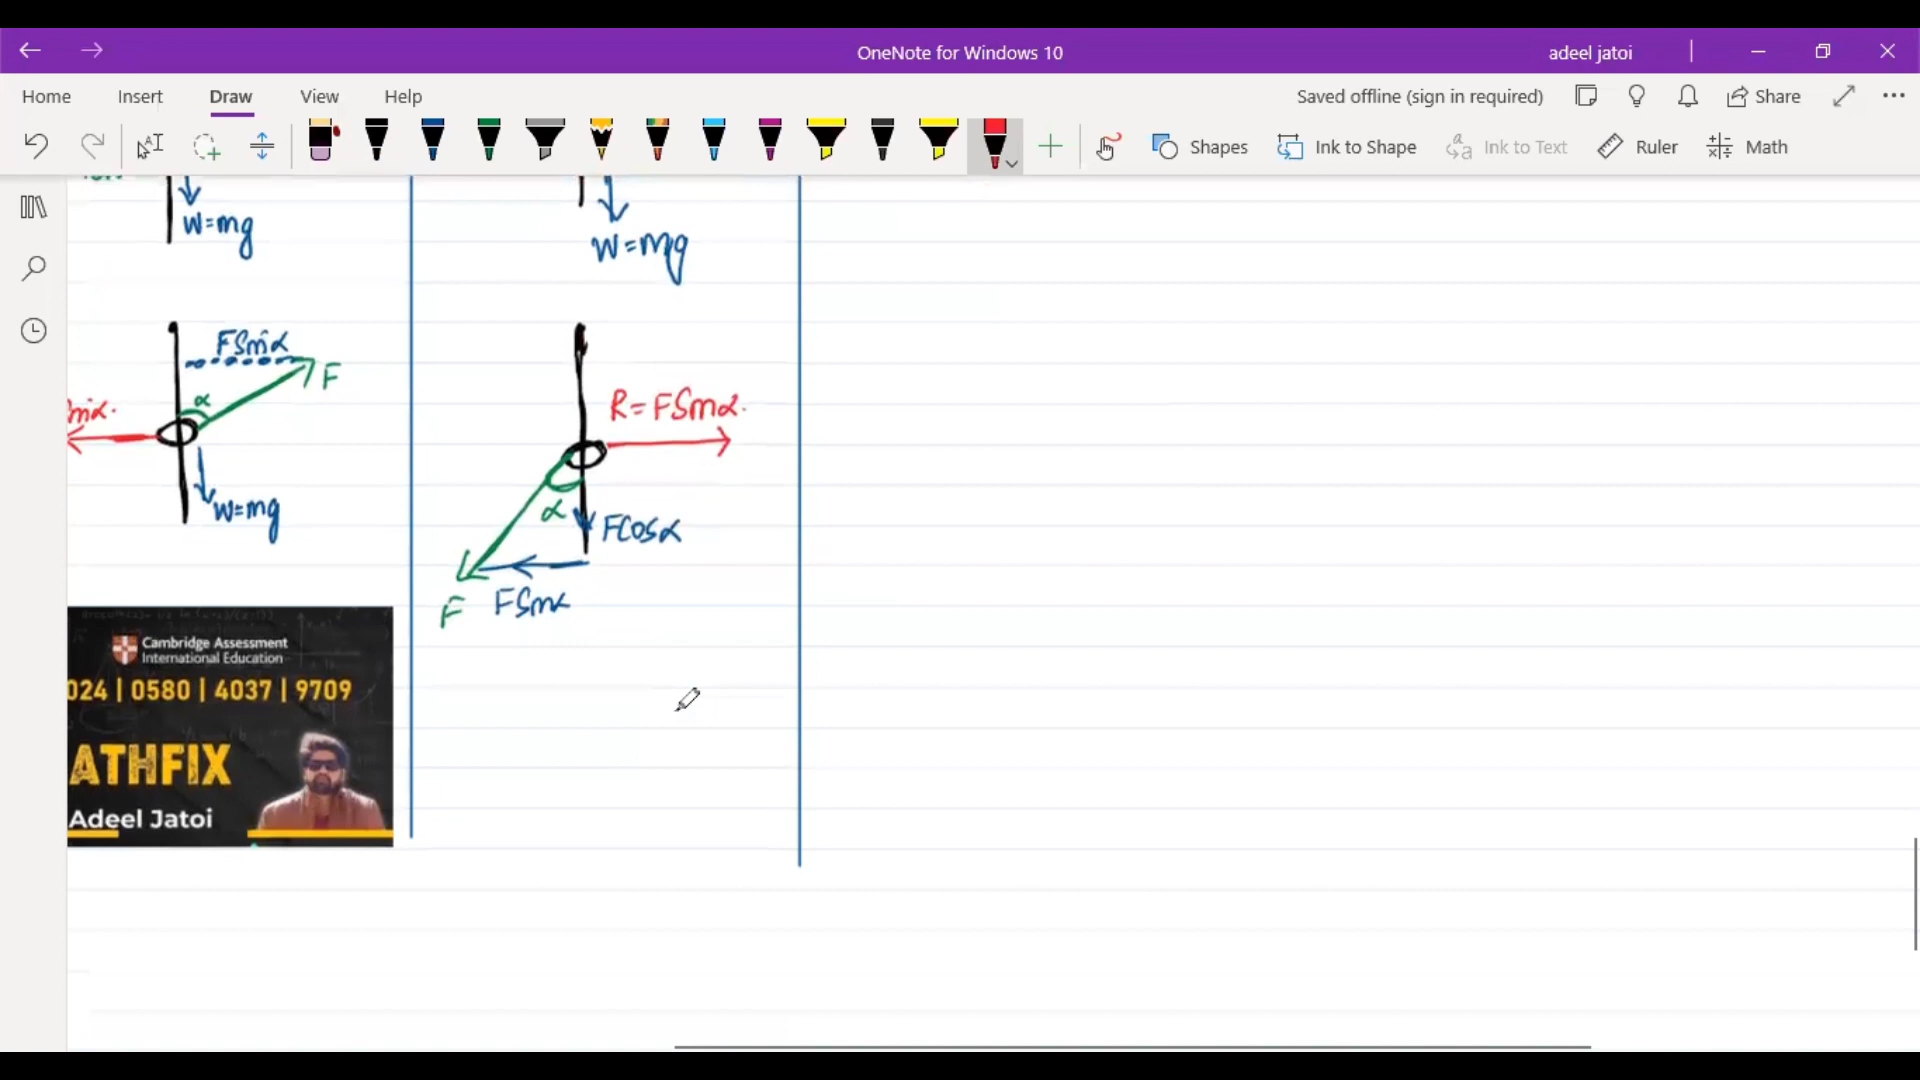 OneNote for Windows 10
adeel jatoi
Home Insert Draw View Help
Saved offline (sign in required)
Share
Shapes
Ink to Shape
Ink to Text
Ruler
Math
W=mg
W=mg
FSinα
F
α
inα.
W=mg
R=FSinα.
α
FCosα
F
FSinα
Cambridge Assessment
International Education
024 | 0580 | 4037 | 9709
ATHFIX
Adeel Jatoi